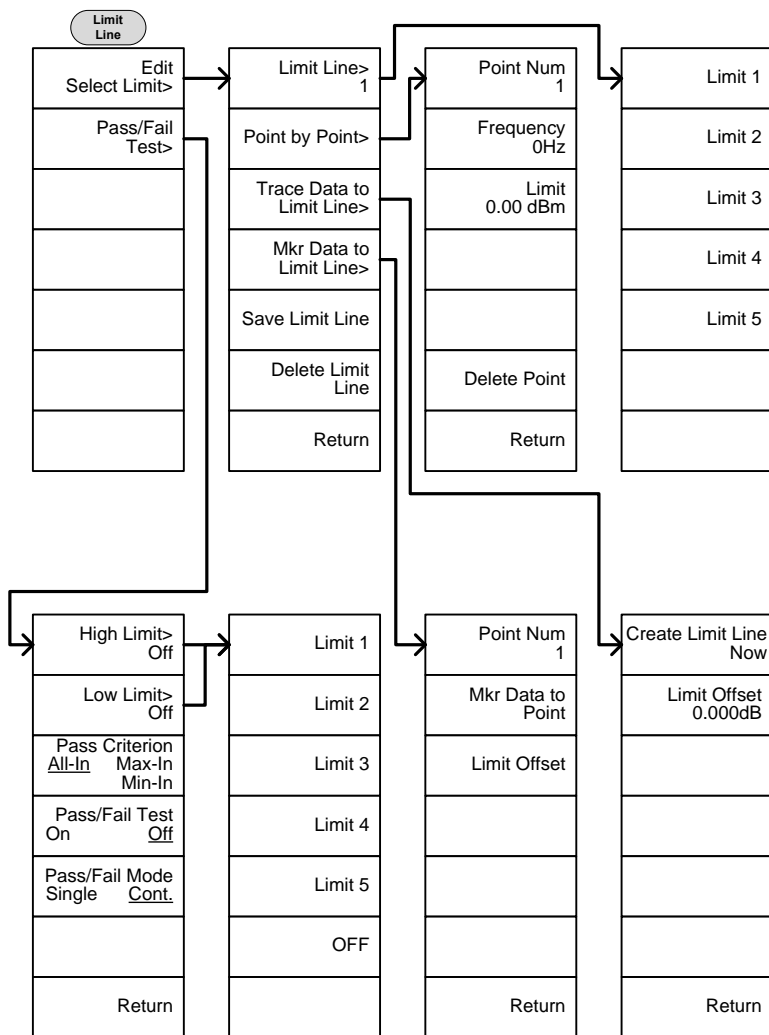 Limit
Line
Edit
Select Limit>
Pass/Fail
Test>
Limit Line>
1
Point by Point>
Trace Data to
Limit Line>
Mkr Data to
Limit Line>
Save Limit Line
Delete Limit
Line
Return
Point Num
1
Frequency
0Hz
Limit
0.00 dBm
Delete Point
Return
Limit 1
Limit 2
Limit 3
Limit 4
Limit 5
High Limit>
Off
Low Limit>
Off
Pass Criterion
All-In Max-In
Min-In
Pass/Fail Test
On Off
Pass/Fail Mode
Single Cont.
Return
Limit 1
Limit 2
Limit 3
Limit 4
Limit 5
OFF
Point Num
1
Mkr Data to
Point
Limit Offset
Return
Create Limit Line
Now
Limit Offset
0.000dB
Return